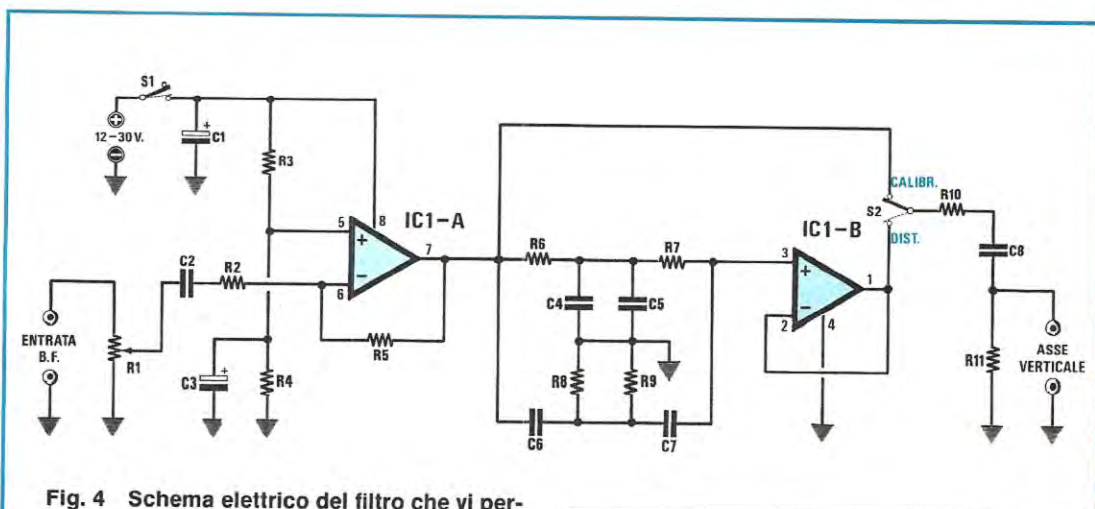 S1
12–30 V.
C1
+
R3
IC1–A
5
8
+
7
–
6
C2
R2
R5
ENTRATA
B.F.
R1
C3
+
R4
R6
R7
C4
C5
R8
R9
C6
C7
IC1–B
3
+
1
–
2
4
CALIBR.
S2
DIST.
R10
C8
R11
ASSE
VERTICALE
Fig. 4 Schema elettrico del filtro che vi per-